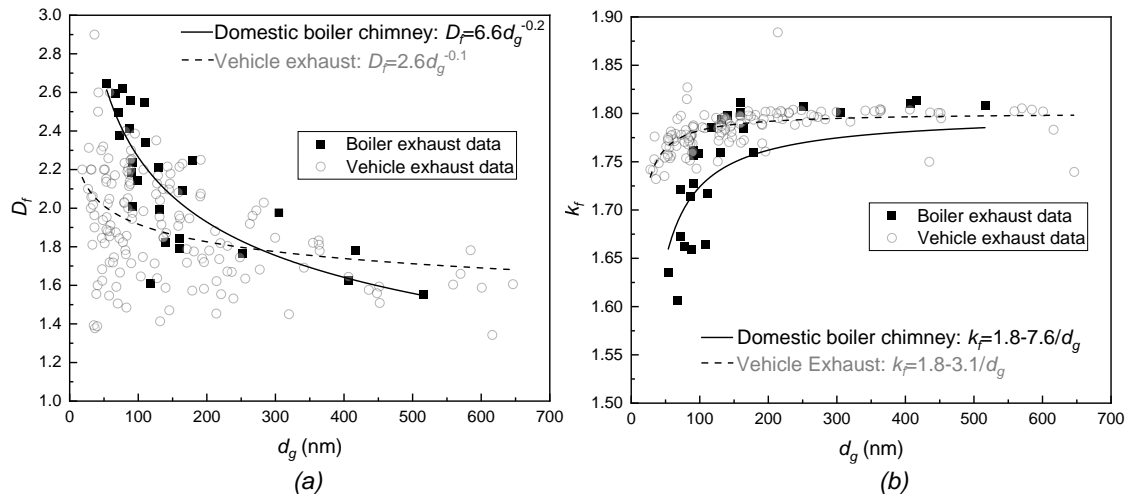 (a)
Domestic boiler chimney: D_f=6.6d_g^-0.2
Vehicle exhaust: D_f=2.6d_g^-0.1
Boiler exhaust data
Vehicle exhaust data
3.0
2.8
2.6
2.4
2.2
2.0
1.8
1.6
1.4
1.2
1.0
D_f
0 100 200 300 400 500 600 700
d_g (nm)
(a)
(b)
1.90
1.85
1.80
1.75
1.70
1.65
1.60
1.55
1.50
k_f
Boiler exhaust data
Vehicle exhaust data
Domestic boiler chimney: k_f=1.8-7.6/d_g
Vehicle Exhaust: k_f=1.8-3.1/d_g
0 100 200 300 400 500 600 700
d_g (nm)
(b)